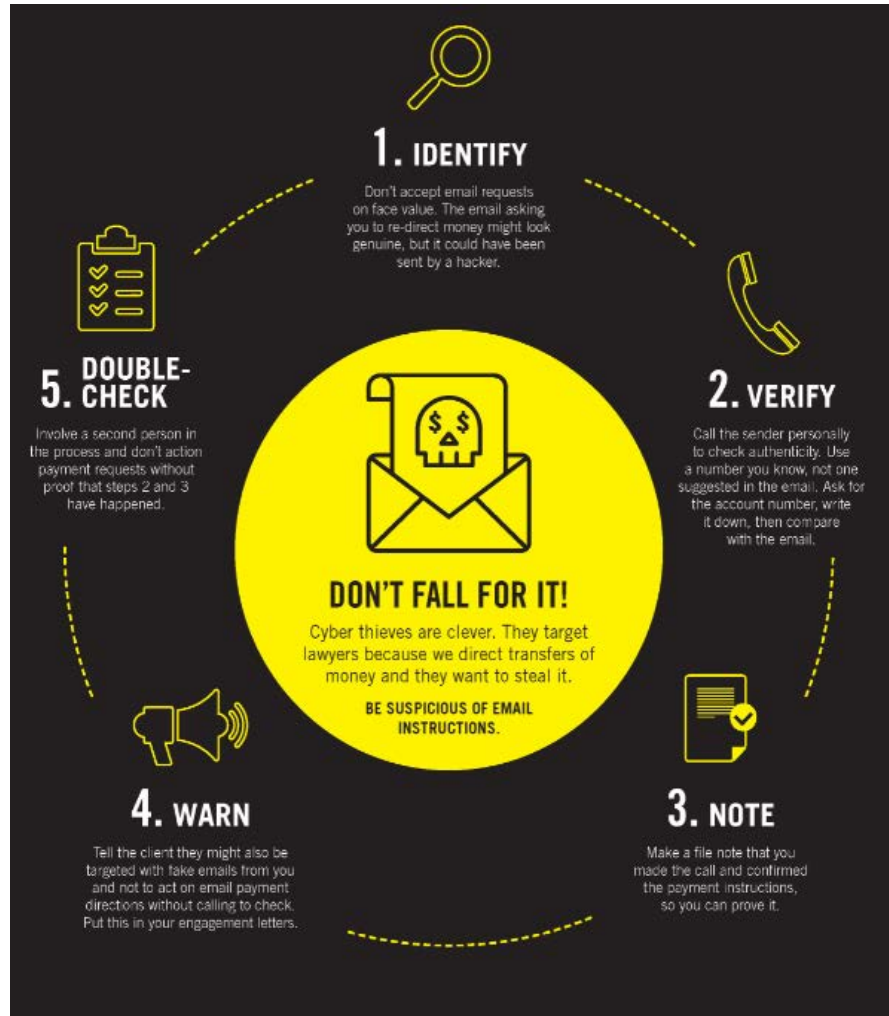 1. IDENTIFY
Don't accept email requests
on face value. The email asking
you to re-direct money might look
genuine, but it could have been
sent by a hacker.
2. VERIFY
Call the sender personally
to check authenticity. Use
a number you know, not one
suggested in the email. Ask for
the account number, write
it down, then compare
with the email.
3. NOTE
Make a file note that you
made the call and confirmed
the payment instructions,
so you can prove it.
4. WARN
Tell the client they might also be
targeted with fake emails from you
and not to act on email payment
directions without calling to check.
Put this in your engagement letters.
5. DOUBLE-
CHECK
Involve a second person in
the process and don't action
payment requests without
proof that steps 2 and 3
have happened.
$ $
DON'T FALL FOR IT!
Cyber thieves are clever. They target
lawyers because we direct transfers of
money and they want to steal it.
BE SUSPICIOUS OF EMAIL
INSTRUCTIONS.